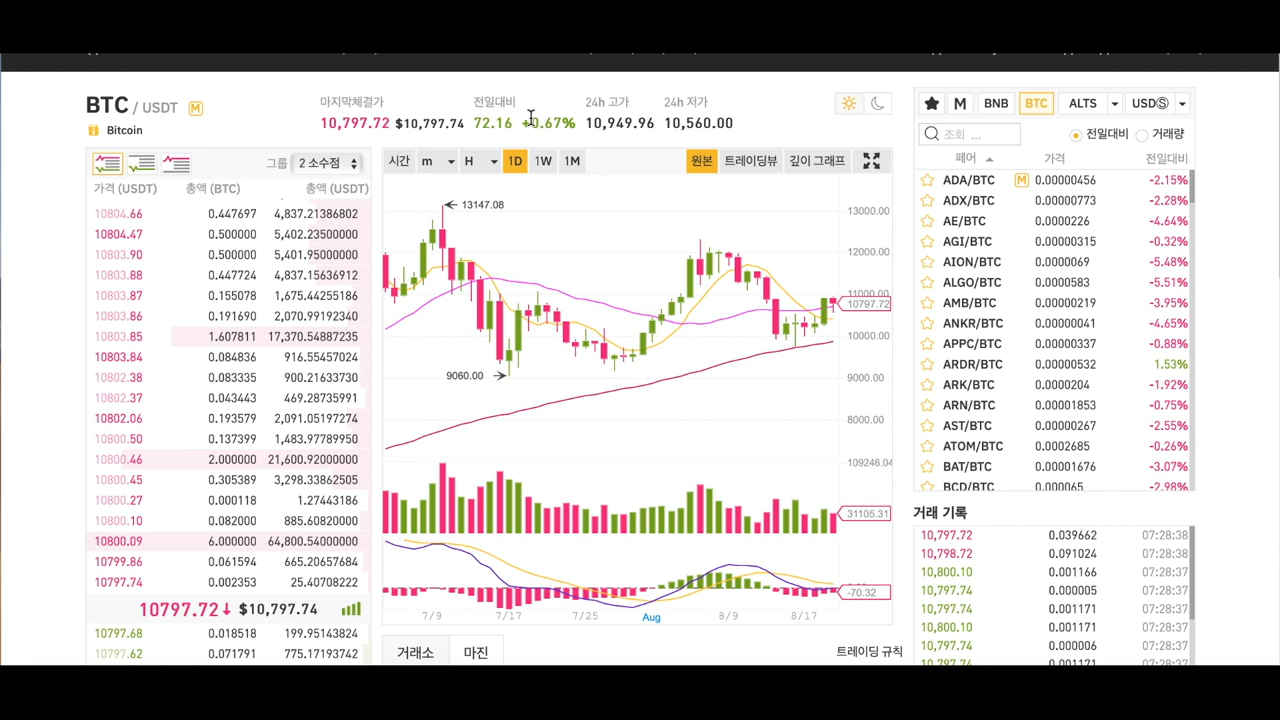 BTC / USDT M
Bitcoin
마지막체결가
10,797.72 $10,797.74
전일대비
72.16 +0.67%
24h 고가
10,949.96
24h 저가
10,560.00
그룹 2 소수점
가격 (USDT) 총액 (BTC) 총액 (USDT)
10804.66 0.447697 4,837.21386802
10804.47 0.500000 5,402.23500000
10803.90 0.500000 5,401.95000000
10803.88 0.447724 4,837.15636912
10803.87 0.155078 1,675.44255186
10803.86 0.191690 2,070.99192340
10803.85 1.607811 17,370.54887235
10803.84 0.084836 916.55457024
10802.38 0.083335 900.21633730
10802.37 0.043443 469.28735991
10802.06 0.193579 2,091.05197274
10800.50 0.137399 1,483.97789950
10800.46 2.000000 21,600.92000000
10800.45 0.305389 3,298.33862505
10800.27 0.000118 1.27443186
10800.10 0.082000 885.60820000
10800.09 6.000000 64,800.54000000
10799.86 0.061594 665.20657684
10797.74 0.002353 25.40708222
10797.72↓ $10,797.74
10797.68 0.018518 199.95143824
10797.62 0.071791 775.17193742
시간 m H 1D 1W 1M
원본 트레이딩뷰 깊이 그래프
13147.08
9060.00
13000.00
12000.00
11000.00
10797.72
10000.00
9000.00
8000.00
109246.04
31105.31
-70.32
7/9 7/17 7/25 Aug 8/9 8/17
거래소 마진 트레이딩 규칙
M BNB BTC ALTS USDⓈ
조회 ... 전일대비 거래량
페어 가격 전일대비
ADA/BTC M 0.00000456 -2.15%
ADX/BTC 0.00000773 -2.28%
AE/BTC 0.0000226 -4.64%
AGI/BTC 0.00000315 -0.32%
AION/BTC 0.0000069 -5.48%
ALGO/BTC 0.0000583 -5.51%
AMB/BTC 0.00000219 -3.95%
ANKR/BTC 0.00000041 -4.65%
APPC/BTC 0.00000337 -0.88%
ARDR/BTC 0.00000532 1.53%
ARK/BTC 0.0000204 -1.92%
ARN/BTC 0.00001853 -0.75%
AST/BTC 0.00000267 -2.55%
ATOM/BTC 0.0002685 -0.26%
BAT/BTC 0.00001676 -3.07%
BCD/BTC 0.000065 -2.98%
거래 기록
10,797.72 0.039662 07:28:38
10,798.72 0.091024 07:28:38
10,800.10 0.001166 07:28:37
10,797.74 0.000005 07:28:37
10,797.74 0.001171 07:28:37
10,800.10 0.001171 07:28:37
10,797.74 0.000006 07:28:37
10,797.74 0.001171 07:28:37